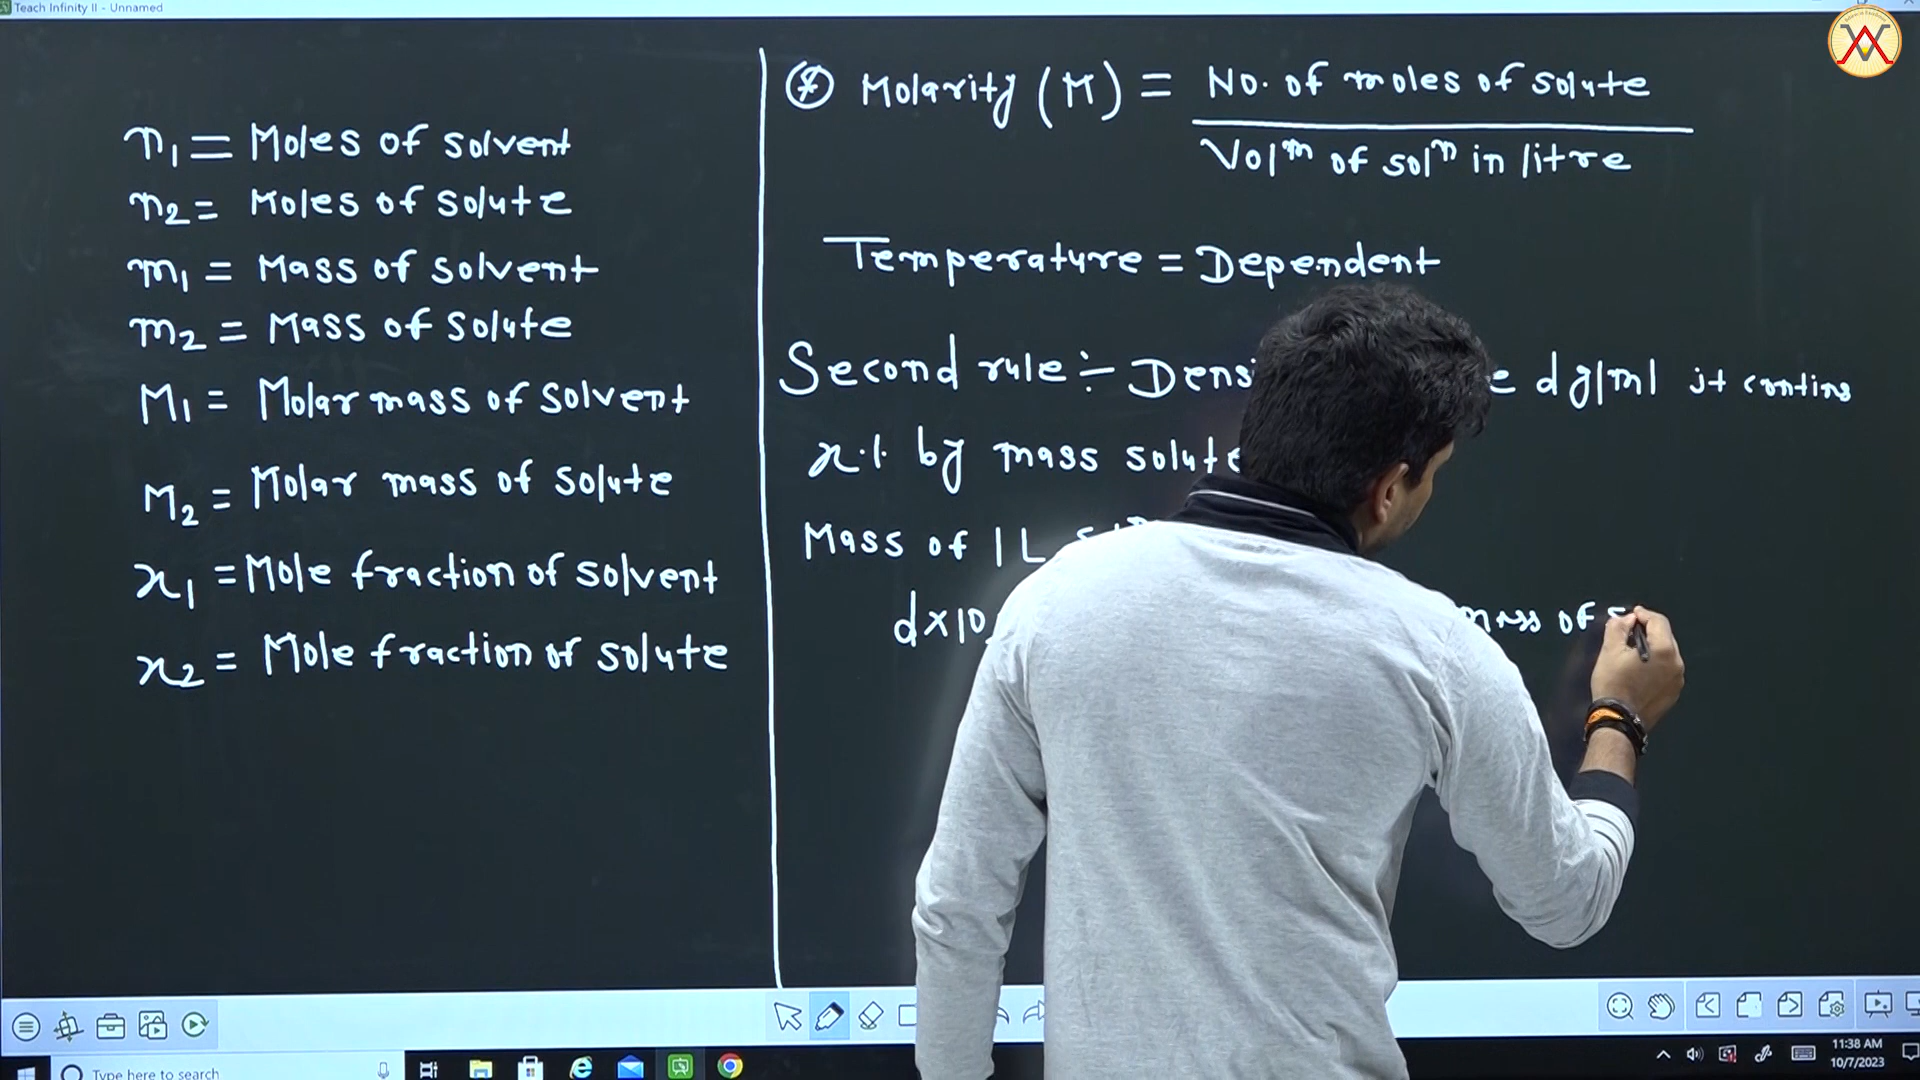 Teach Infinity II - Unnamed
n₁ = Moles of solvent
n₂ = Moles of solute
m₁ = Mass of solvent
m₂ = Mass of solute
M₁ = Molar mass of solvent
M₂ = Molar mass of solute
x₁ = Mole fraction of solvent
x₂ = Mole fraction of solute
Molarity (M) = No. of moles of solute
Volᵐ of solⁿ in litre
Temperature = Dependent
Second rule :- d g/ml it contins
x % by mass solute
Mass of 1 L
d×10
mass of
Type here to search
11:38 AM
10/7/2023